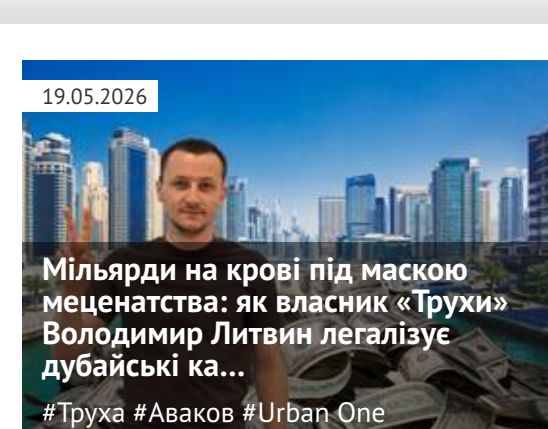 19.05.2026
Мільярди на крові під маскою
меценатства: як власник «Трухи»
Володимир Литвин легалізує
дубайські ка...
#Труха #Аваков #Urban One